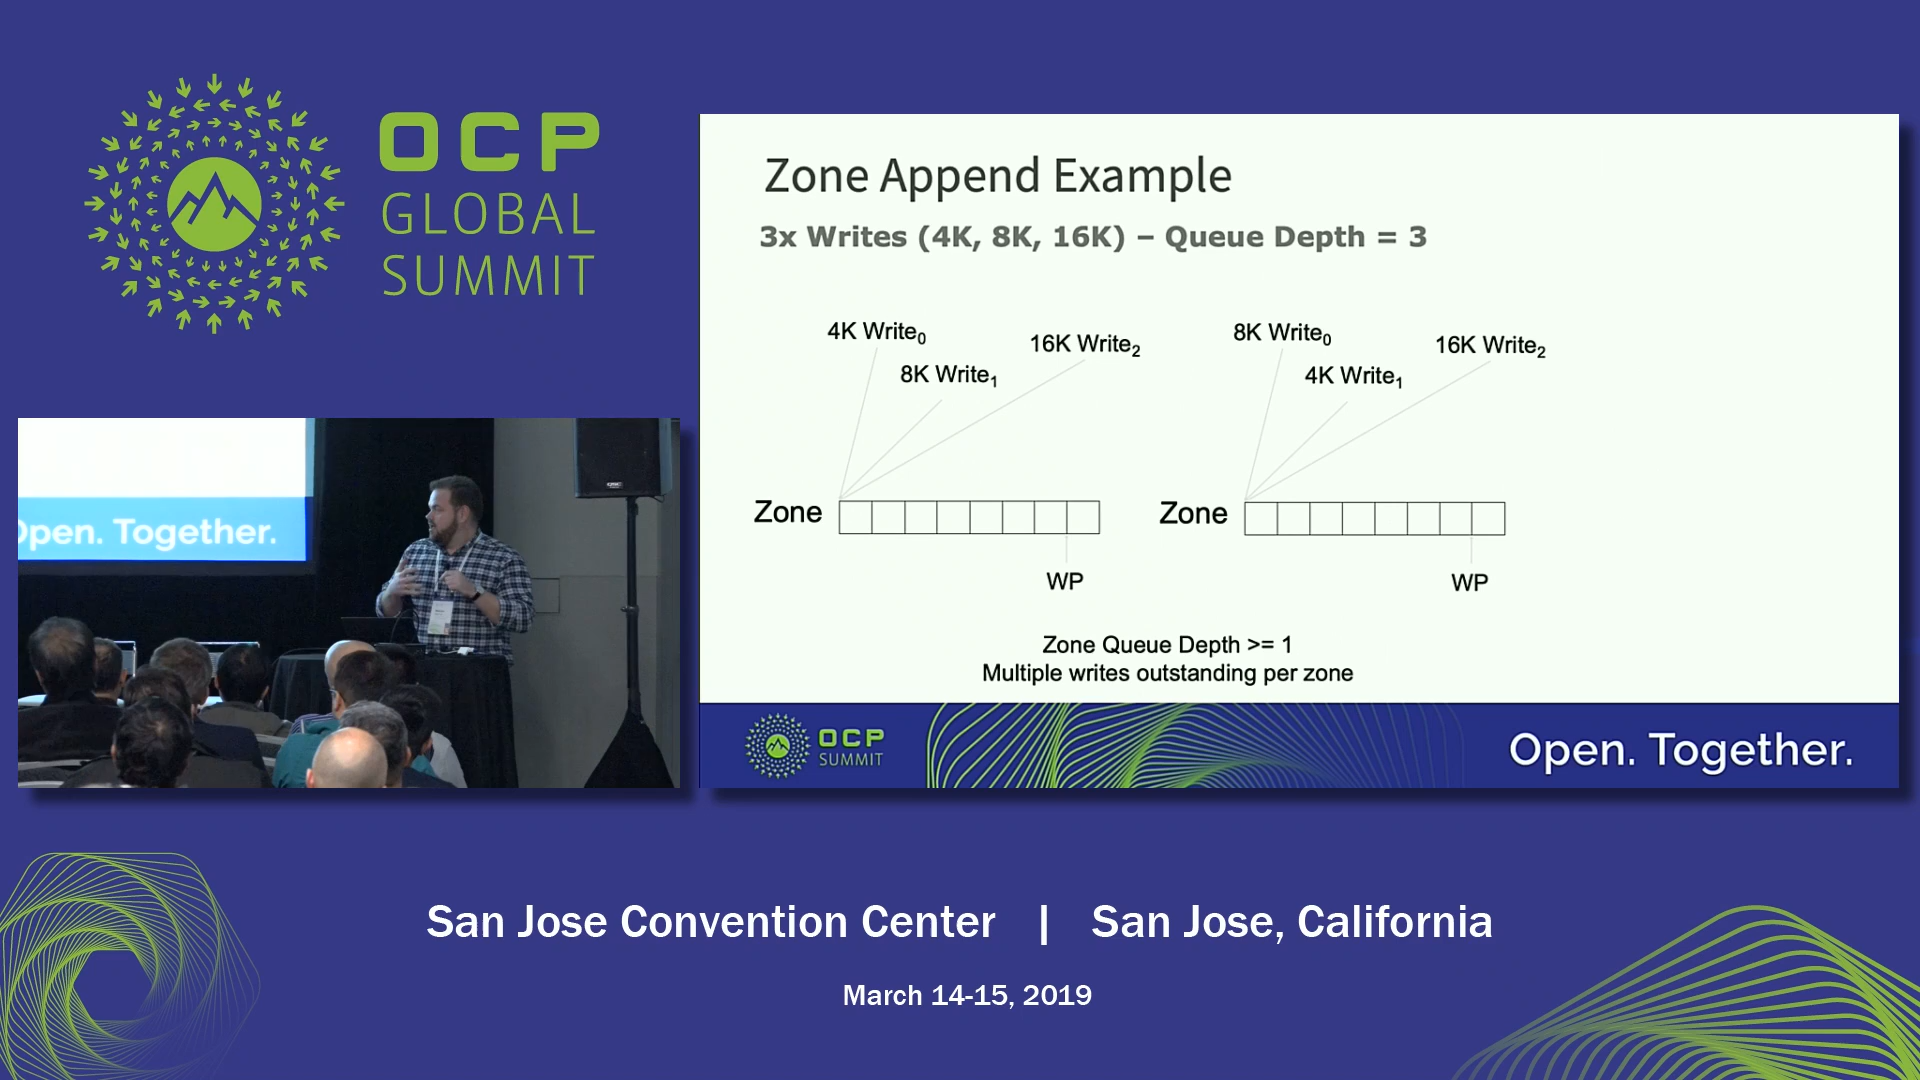 OCP
GLOBAL
SUMMIT
Zone Append Example
3x Writes (4K, 8K, 16K) – Queue Depth = 3
4K Write0
8K Write1
16K Write2
Zone
WP
8K Write0
4K Write1
16K Write2
Zone
WP
Zone Queue Depth >= 1
Multiple writes outstanding per zone
OCP
SUMMIT
Open. Together.
Open. Together.
San Jose Convention Center | San Jose, California
March 14-15, 2019